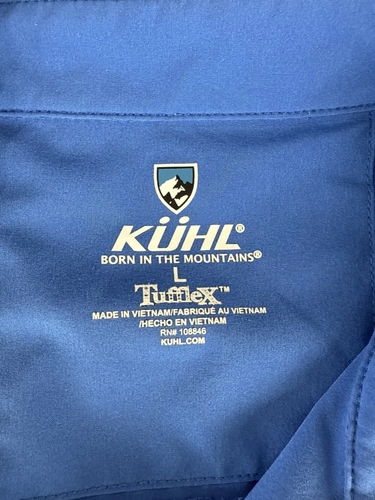 KÜHL®
BORN IN THE MOUNTAINS®
L
Tufflex™
MADE IN VIETNAM/FABRIQUÉ AU VIETNAM
/HECHO EN VIETNAM
RN# 108846
KUHL.COM